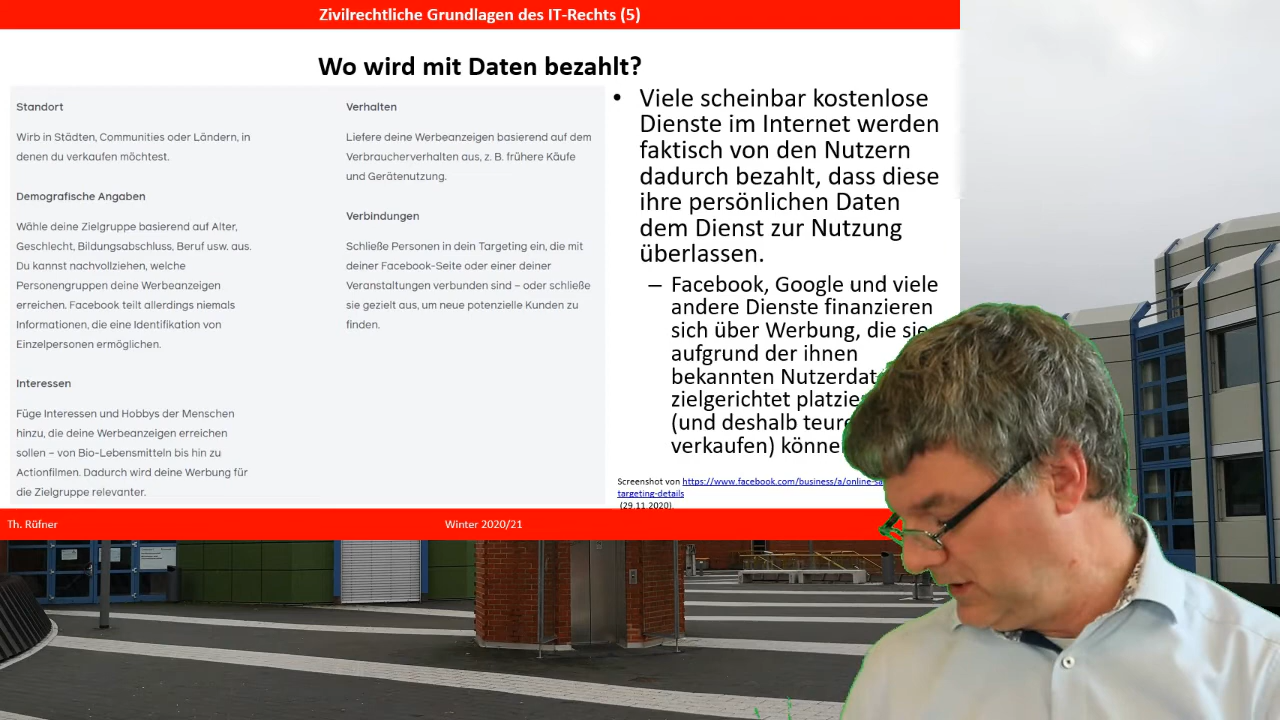 Zivilrechtliche Grundlagen des IT-Rechts (5)
Wo wird mit Daten bezahlt?
Standort
Wirb in Städten, Communities oder Ländern, in
denen du verkaufen möchtest.
Demografische Angaben
Wähle deine Zielgruppe basierend auf Alter,
Geschlecht, Bildungsabschluss, Beruf usw. aus.
Du kannst nachvollziehen, welche
Personengruppen deine Werbeanzeigen
erreichen. Facebook teilt allerdings niemals
Informationen, die eine Identifikation von
Einzelpersonen ermöglichen.
Interessen
Füge Interessen und Hobbys der Menschen
hinzu, die deine Werbeanzeigen erreichen
sollen – von Bio-Lebensmitteln bis hin zu
Actionfilmen. Dadurch wird deine Werbung für
die Zielgruppe relevanter.
Verhalten
Liefere deine Werbeanzeigen basierend auf dem
Verbraucherverhalten aus, z. B. frühere Käufe
und Gerätenutzung.
Verbindungen
Schließe Personen in dein Targeting ein, die mit
deiner Facebook-Seite oder einer deiner
Veranstaltungen verbunden sind – oder schließe
sie gezielt aus, um neue potenzielle Kunden zu
finden.
• Viele scheinbar kostenlose
Dienste im Internet werden
faktisch von den Nutzern
dadurch bezahlt, dass diese
ihre persönlichen Daten
dem Dienst zur Nutzung
überlassen.
– Facebook, Google und viele
andere Dienste finanzieren
sich über Werbung, die sie
aufgrund der ihnen
bekannten Nutzerdat
zielgerichtet platzie
(und deshalb teure
verkaufen) könne
Screenshot von https://www.facebook.com/business/a/online-sa
targeting-details
(29.11.2020).
Th. Rüfner
Winter 2020/21